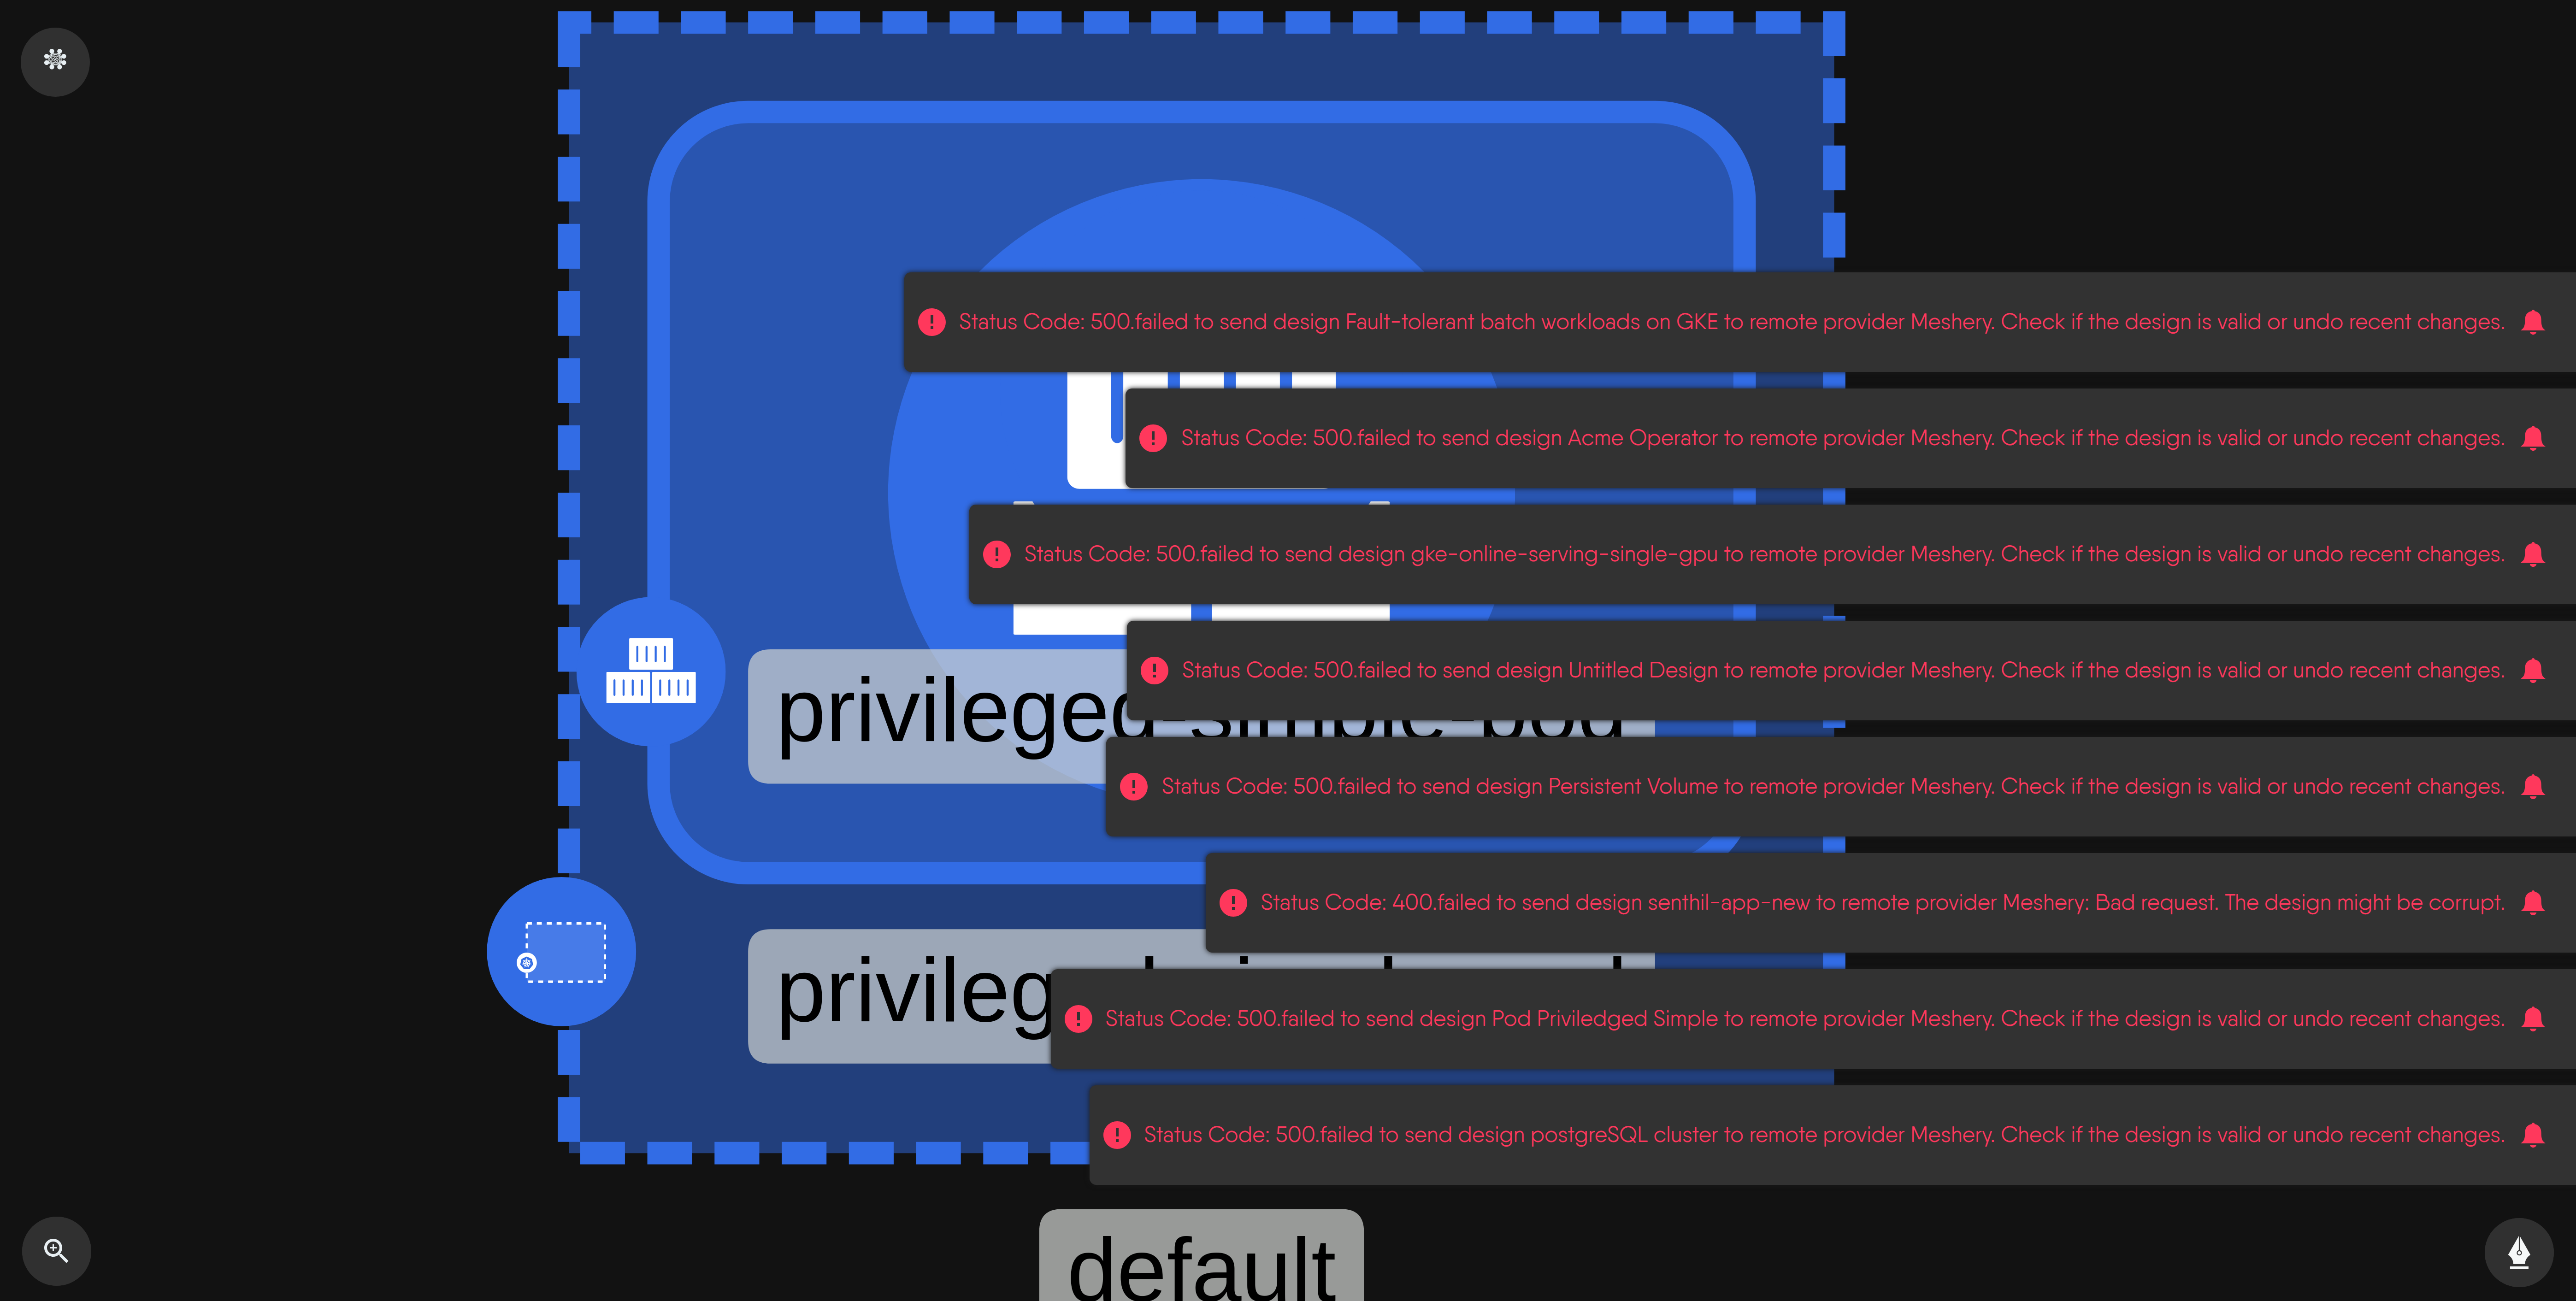 Status Code: 500.failed to send design Fault-tolerant batch workloads on GKE to remote provider Meshery. Check if the design is valid or undo recent changes.
Status Code: 500.failed to send design Acme Operator to remote provider Meshery. Check if the design is valid or undo recent changes.
Status Code: 500.failed to send design gke-online-serving-single-gpu to remote provider Meshery. Check if the design is valid or undo recent changes.
Status Code: 500.failed to send design Untitled Design to remote provider Meshery. Check if the design is valid or undo recent changes.
privileged-simple-pod
Status Code: 500.failed to send design Persistent Volume to remote provider Meshery. Check if the design is valid or undo recent changes.
Status Code: 400.failed to send design senthil-app-new to remote provider Meshery: Bad request. The design might be corrupt.
privileg
Status Code: 500.failed to send design Pod Priviledged Simple to remote provider Meshery. Check if the design is valid or undo recent changes.
Status Code: 500.failed to send design postgreSQL cluster to remote provider Meshery. Check if the design is valid or undo recent changes.
default